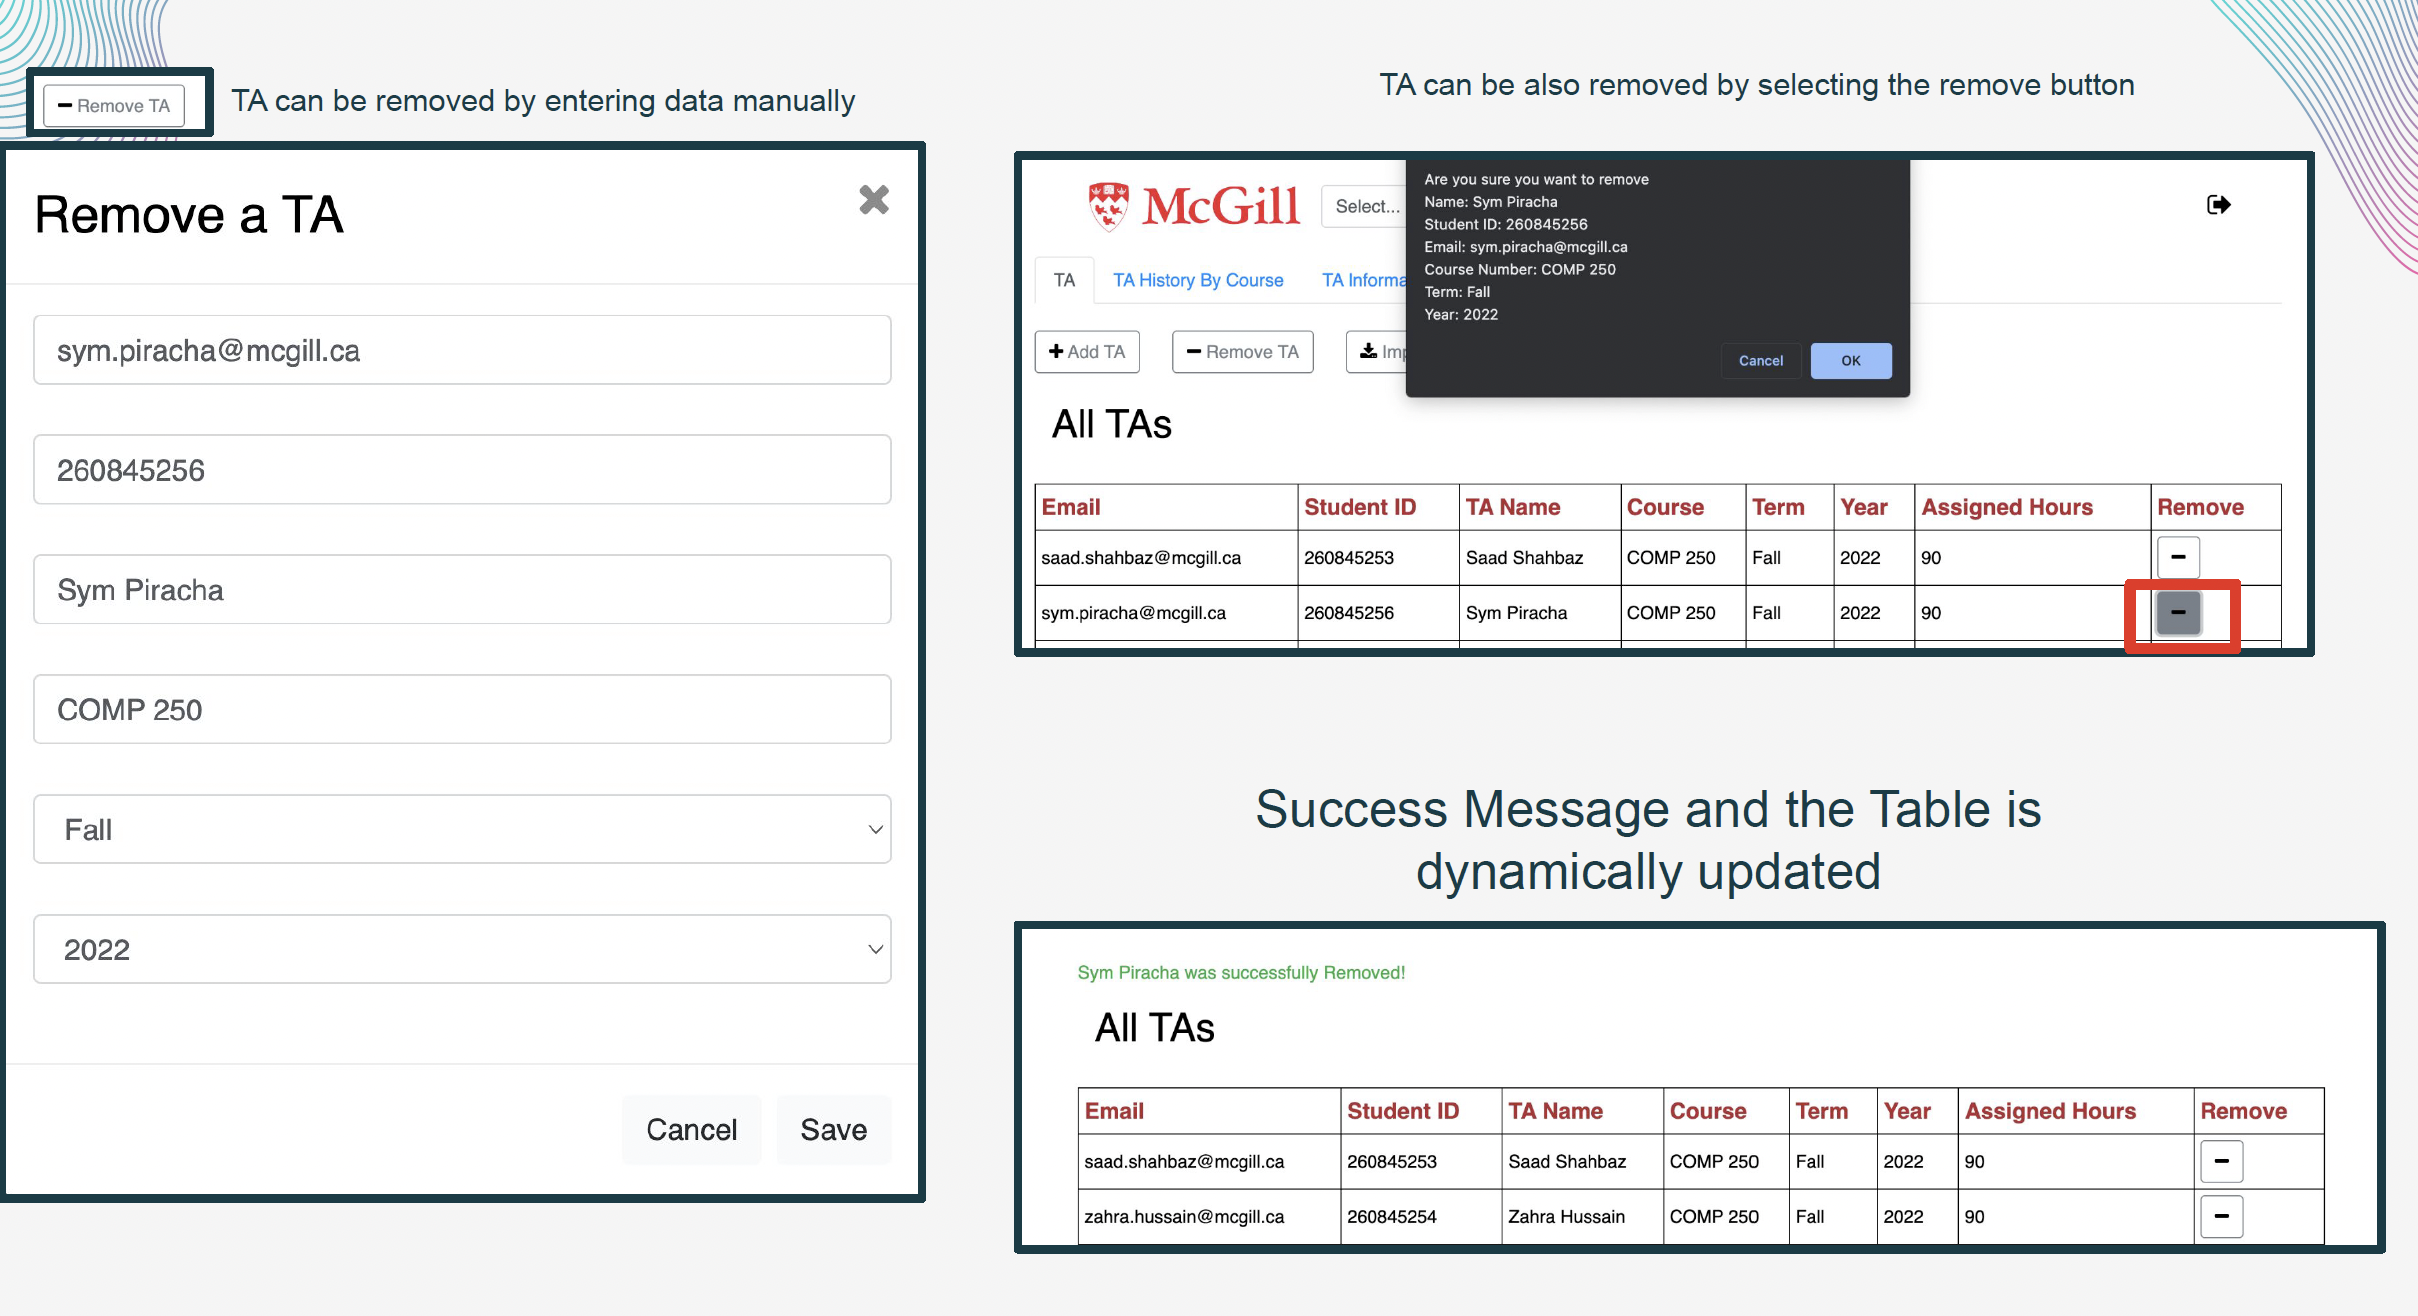 Remove TA
TA can be removed by entering data manually
Remove a TA
sym.piracha@mcgill.ca
260845256
Sym Piracha
COMP 250
Fall
2022
Cancel Save
TA can be also removed by selecting the remove button
McGill Select...
Are you sure you want to remove
Name: Sym Piracha
Student ID: 260845256
Email: sym.piracha@mcgill.ca
Course Number: COMP 250
Term: Fall
Year: 2022
Cancel OK
TA TA History By Course TA Informa
Add TA Remove TA Imp
All TAs
Email Student ID TA Name Course Term Year Assigned Hours Remove
saad.shahbaz@mcgill.ca 260845253 Saad Shahbaz COMP 250 Fall 2022 90
sym.piracha@mcgill.ca 260845256 Sym Piracha COMP 250 Fall 2022 90
Success Message and the Table is
dynamically updated
Sym Piracha was successfully Removed!
All TAs
Email Student ID TA Name Course Term Year Assigned Hours Remove
saad.shahbaz@mcgill.ca 260845253 Saad Shahbaz COMP 250 Fall 2022 90
zahra.hussain@mcgill.ca 260845254 Zahra Hussain COMP 250 Fall 2022 90